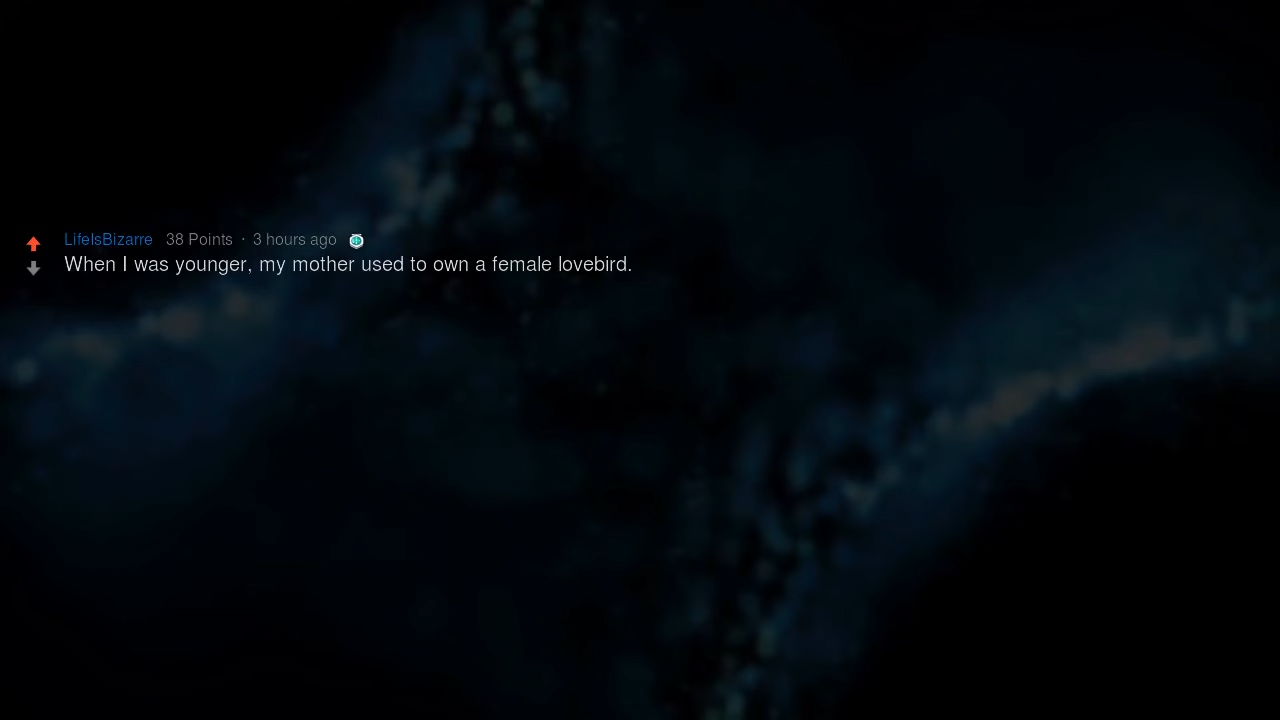 LifeIsBizarre 38 Points · 3 hours ago
When I was younger, my mother used to own a female lovebird.